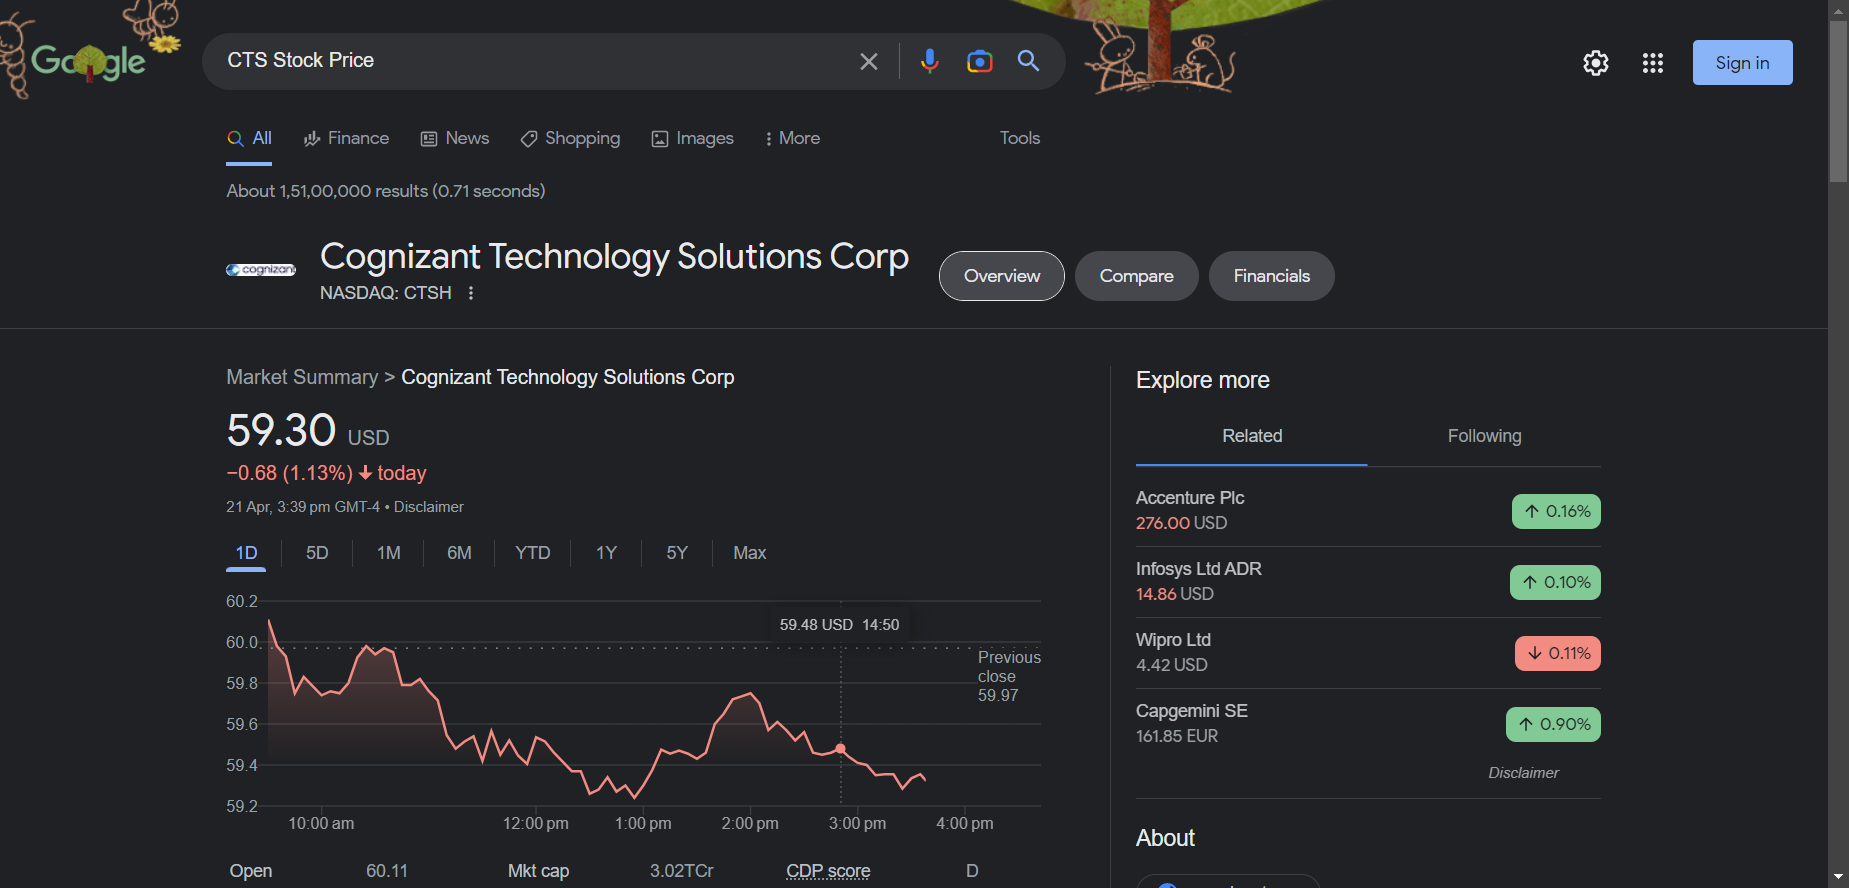 Google
CTS Stock Price
Sign in
All
Finance
News
Shopping
Images
More
Tools
About 1,51,00,000 results (0.71 seconds)
cognizant
Cognizant Technology Solutions Corp
NASDAQ: CTSH
Overview
Compare
Financials
Market Summary > Cognizant Technology Solutions Corp
59.30 USD
−0.68 (1.13%) ↓ today
21 Apr, 3:39 pm GMT-4 • Disclaimer
1D 5D 1M 6M YTD 1Y 5Y Max
60.2
60.0
59.8
59.6
59.4
59.2
59.48 USD 14:50
Previous
close
59.97
10:00 am 12:00 pm 1:00 pm 2:00 pm 3:00 pm 4:00 pm
Open 60.11 Mkt cap 3.02TCr CDP score D
Explore more
Related Following
Accenture Plc
276.00 USD
↑ 0.16%
Infosys Ltd ADR
14.86 USD
↑ 0.10%
Wipro Ltd
4.42 USD
↓ 0.11%
Capgemini SE
161.85 EUR
↑ 0.90%
Disclaimer
About